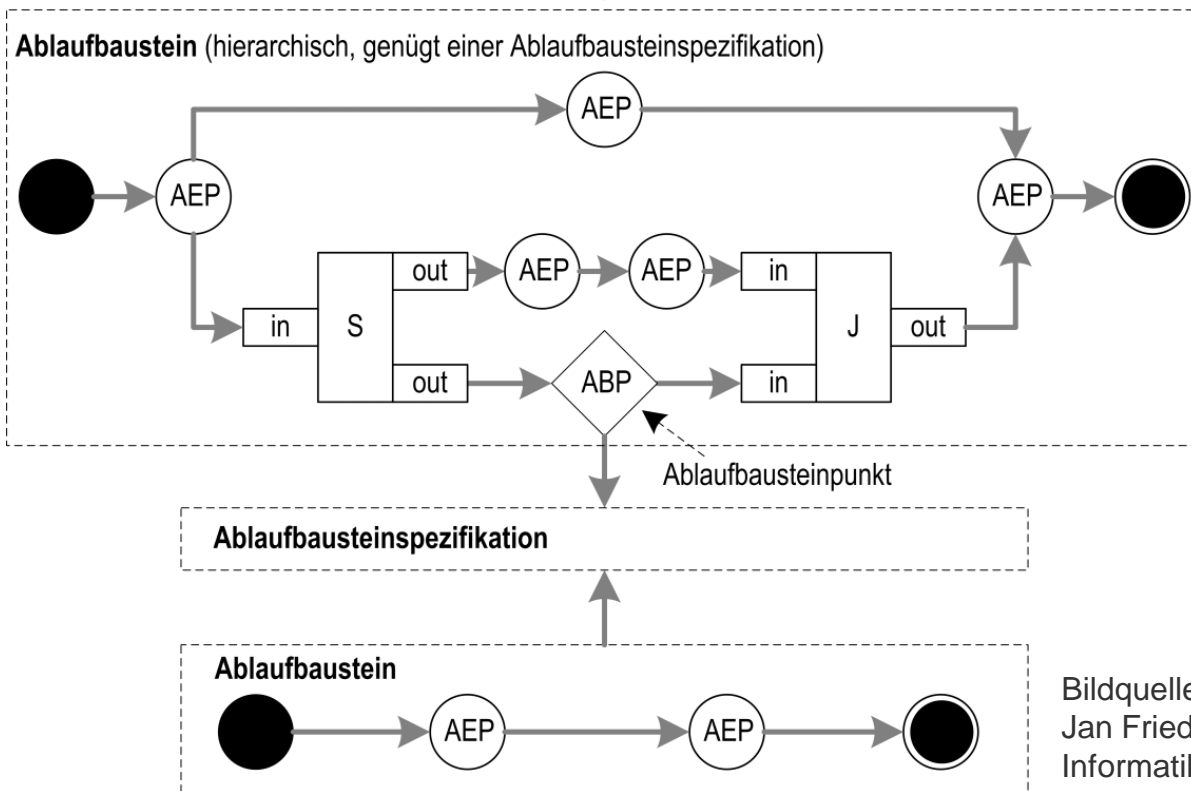 Ablaufbaustein (hierarchisch, genügt einer Ablaufbausteinspezifikation)
AEP
AEP
AEP
out
AEP
AEP
in
in
S
J
out
out
ABP
in
Ablaufbausteinpunkt
Ablaufbausteinspezifikation
Ablaufbaustein
AEP
AEP
Bildquelle
Jan Fried